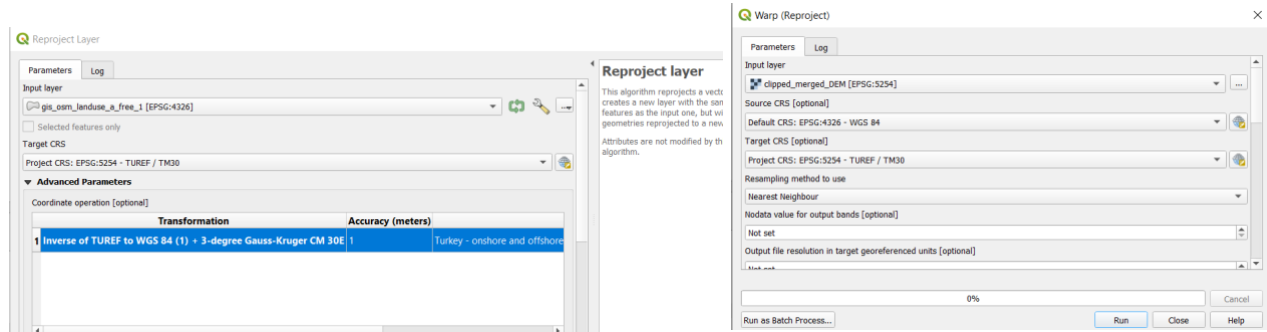 Reproject Layer
Parameters Log
Input layer
gis_osm_landuse_a_free_1 [EPSG:4326]
Selected features only
Target CRS
Project CRS: EPSG:5254 - TUREF / TM30
Advanced Parameters
Coordinate operation [optional]
Transformation Accuracy (meters)
1 Inverse of TUREF to WGS 84 (1) + 3-degree Gauss-Kruger CM 30E 1 Turkey - onshore and offshore
Reproject layer
This algorithm reprojects a vecto
creates a new layer with the san
features as the input one, but wi
geometries reprojected to a new
Attributes are not modified by th
algorithm.
Warp (Reproject)
Parameters Log
Input layer
clipped_merged_DEM [EPSG:5254]
...
Source CRS [optional]
Default CRS: EPSG:4326 - WGS 84
Target CRS [optional]
Project CRS: EPSG:5254 - TUREF / TM30
Resampling method to use
Nearest Neighbour
Nodata value for output bands [optional]
Not set
Output file resolution in target georeferenced units [optional]
Not set
0%
Cancel
Run as Batch Process... Run Close Help